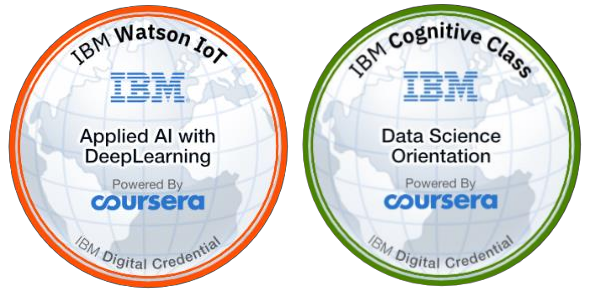 IBM Watson IoT
IBM
Applied AI with
DeepLearning
Powered By
coursera
IBM Digital Credential
IBM Cognitive Class
IBM
Data Science
Orientation
Powered By
coursera
IBM Digital Credential